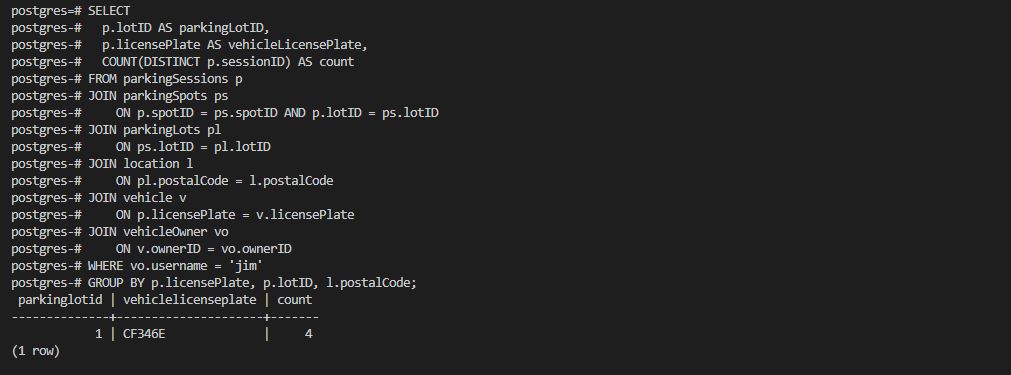 postgres=# SELECT
postgres-#   p.lotID AS parkingLotID,
postgres-#   p.licensePlate AS vehicleLicensePlate,
postgres-#   COUNT(DISTINCT p.sessionID) AS count
postgres-# FROM parkingSessions p
postgres-# JOIN parkingSpots ps
postgres-#     ON p.spotID = ps.spotID AND p.lotID = ps.lotID
postgres-# JOIN parkingLots pl
postgres-#     ON ps.lotID = pl.lotID
postgres-# JOIN location l
postgres-#     ON pl.postalCode = l.postalCode
postgres-# JOIN vehicle v
postgres-#     ON p.licensePlate = v.licensePlate
postgres-# JOIN vehicleOwner vo
postgres-#     ON v.ownerID = vo.ownerID
postgres-# WHERE vo.username = 'jim'
postgres-# GROUP BY p.licensePlate, p.lotID, l.postalCode;
 parkinglotid | vehiclelicenseplate | count
--------------+---------------------+-------
            1 | CF346E              |     4
(1 row)